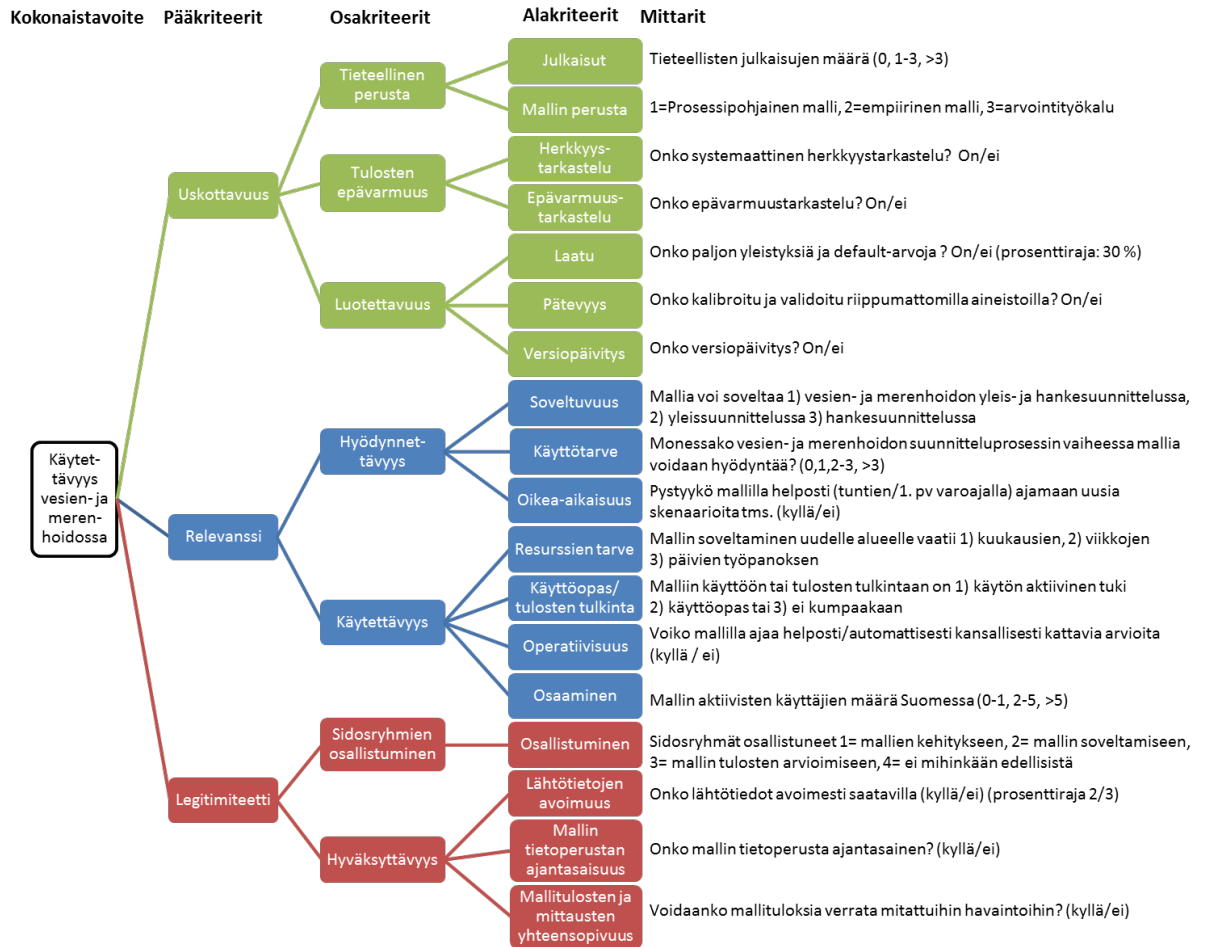 Kokonaistavoite Pääkriteerit Osakriteerit Alakriteerit Mittarit
Käytet-
tävyys
vesien- ja
meren-
hoidossa
Uskottavuus
Tieteellinen
perusta
Julkaisut
Tieteellisten julkaisujen määrä (0, 1-3, >3)
Mallin perusta
1=Prosessipohjainen malli, 2=empiirinen malli, 3=arvointityökalu
Tulosten
epävarmuus
Herkkyys-
tarkastelu
Onko systemaattinen herkkyystarkastelu? On/ei
Epävarmuus-
tarkastelu
Onko epävarmuustarkastelu? On/ei
Luotettavuus
Laatu
Onko paljon yleistyksiä ja default-arvoja ? On/ei (prosenttiraja: 30 %)
Pätevyys
Onko kalibroitu ja validoitu riippumattomilla aineistoilla? On/ei
Versiopäivitys
Onko versiopäivitys? On/ei
Relevanssi
Hyödynnet-
tävyys
Soveltuvuus
Mallia voi soveltaa 1) vesien- ja merenhoidon yleis- ja hankesuunnittelussa,
2) yleissuunnittelussa 3) hankesuunnittelussa
Käyttötarve
Monessako vesien- ja merenhoidon suunnitteluprosessin vaiheessa mallia
voidaan hyödyntää? (0,1,2-3, >3)
Oikea-aikaisuus
Pystyykö mallilla helposti (tuntien/1. pv varoajalla) ajamaan uusia
skenaarioita tms. (kyllä/ei)
Käytettävyys
Resurssien tarve
Mallin soveltaminen uudelle alueelle vaatii 1) kuukausien, 2) viikkojen
3) päivien työpanoksen
Käyttöopas/
tulosten tulkinta
Malliin käyttöön tai tulosten tulkintaan on 1) käytön aktiivinen tuki
2) käyttöopas tai 3) ei kumpaakaan
Operatiivisuus
Voiko mallilla ajaa helposti/automattisesti kansallisesti kattavia arvioita
(kyllä / ei)
Osaaminen
Mallin aktiivisten käyttäjien määrä Suomessa (0-1, 2-5, >5)
Legitimiteetti
Sidosryhmien
osallistuminen
Osallistuminen
Sidosryhmät osallistuneet 1= mallien kehitykseen, 2= mallin soveltamiseen,
3= mallin tulosten arvioimiseen, 4= ei mihinkään edellisistä
Hyväksyttävyys
Lähtötietojen
avoimuus
Onko lähtötiedot avoimesti saatavilla (kyllä/ei) (prosenttiraja 2/3)
Mallin
tietoperustan
ajantasaisuus
Onko mallin tietoperusta ajantasainen? (kyllä/ei)
Mallitulosten ja
mittausten
yhteensopivuus
Voidaanko mallituloksia verrata mitattuihin havaintoihin? (kyllä/ei)